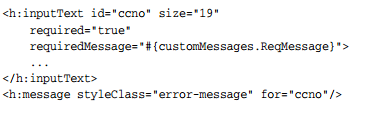 <h:inputText id="ccno" size="19"
    required="true"
    requiredMessage="#{customMessages.ReqMessage}">
    ...
</h:inputText>
<h:message styleClass="error-message" for="ccno"/>